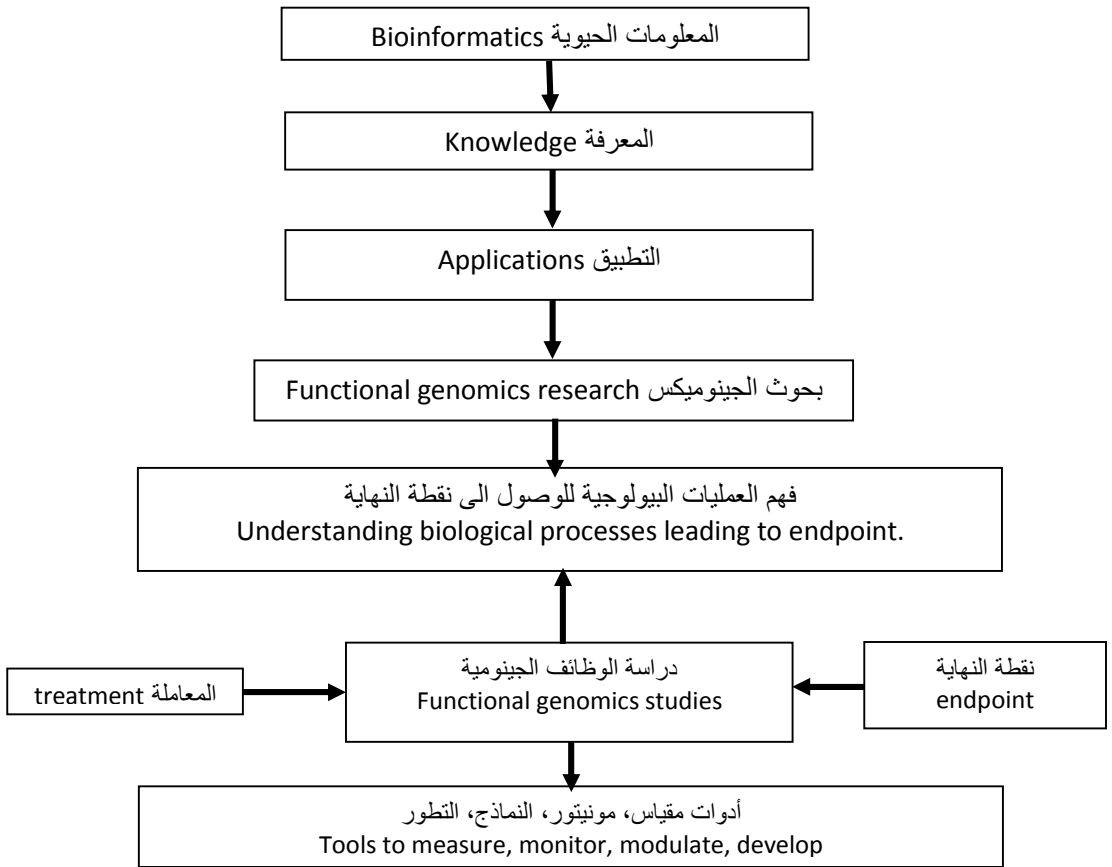 المعلومات الحيوية Bioinformatics
المعرفة Knowledge
التطبيق Applications
بحوث الجينوميكس Functional genomics research
فهم العمليات البيولوجية للوصول الى نقطة النهاية
Understanding biological processes leading to endpoint.
المعاملة treatment
دراسة الوظائف الجينومية
Functional genomics studies
نقطة النهاية
endpoint
أدوات مقياس، مونيتور، النماذج، التطور
Tools to measure, monitor, modulate, develop